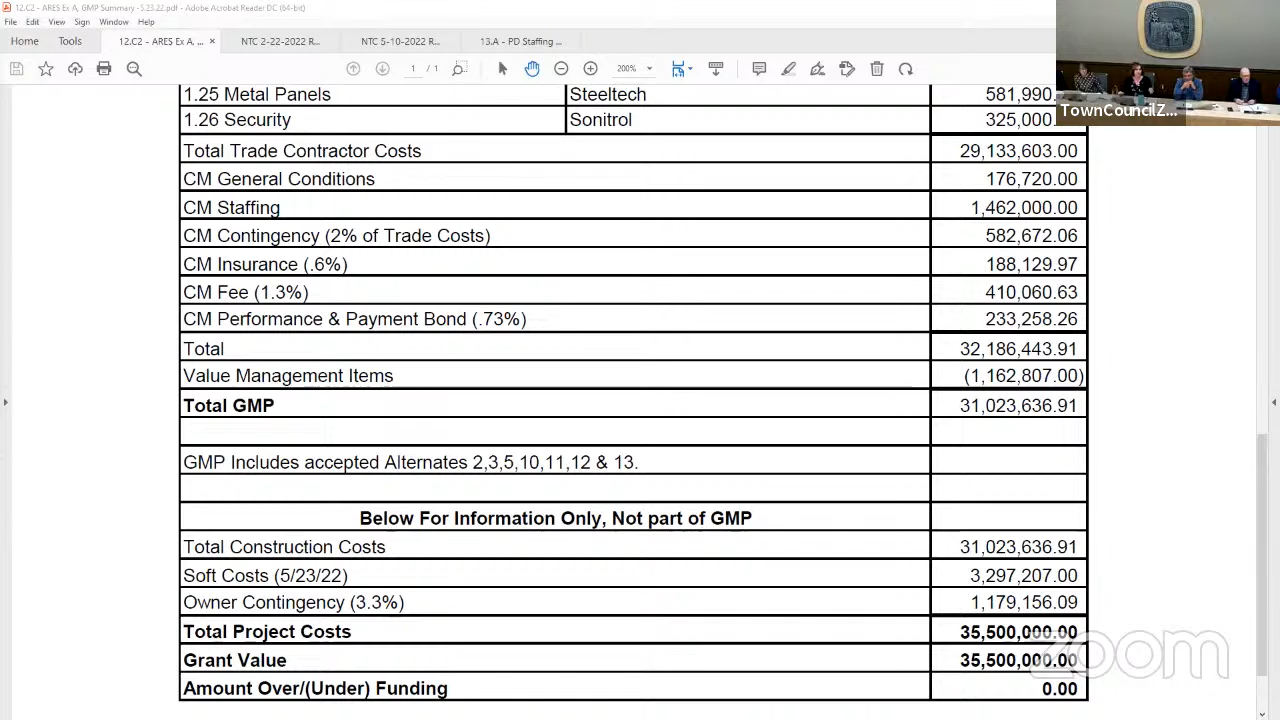 12.C2 - ARES Ex A, GMP Summary -5.23.22.pdf - Adobe Acrobat Reader DC (64-bit)
File Edit View Sign Window Help
Home Tools 12.C2 - ARES Ex A, ... × NTC 2-22-2022 R... NTC 5-10-2022 R... 15.A - PD Staffing ...
1 / 1 200%
TownCouncilZ...
1.25 Metal Panels Steeltech 581,990.
1.26 Security Sonitrol 325,000.
Total Trade Contractor Costs 29,133,603.00
CM General Conditions 176,720.00
CM Staffing 1,462,000.00
CM Contingency (2% of Trade Costs) 582,672.06
CM Insurance (.6%) 188,129.97
CM Fee (1.3%) 410,060.63
CM Performance & Payment Bond (.73%) 233,258.26
Total 32,186,443.91
Value Management Items (1,162,807.00)
Total GMP 31,023,636.91
GMP Includes accepted Alternates 2,3,5,10,11,12 & 13.
Below For Information Only, Not part of GMP
Total Construction Costs 31,023,636.91
Soft Costs (5/23/22) 3,297,207.00
Owner Contingency (3.3%) 1,179,156.09
Total Project Costs 35,500,000.00
Grant Value 35,500,000.00
Amount Over/(Under) Funding 0.00
zoom